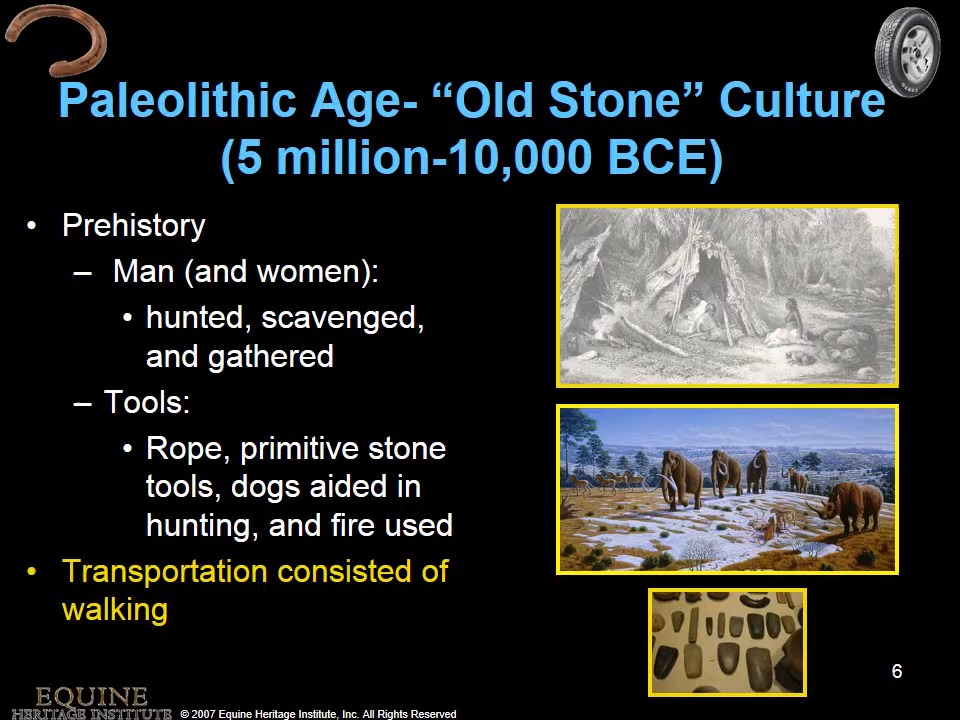 Paleolithic Age- “Old Stone” Culture
(5 million-10,000 BCE)
• Prehistory
– Man (and women):
• hunted, scavenged,
and gathered
– Tools:
• Rope, primitive stone
tools, dogs aided in
hunting, and fire used
• Transportation consisted of
walking
6
EQUINE
HERITAGE INSTITUTE
© 2007 Equine Heritage Institute, Inc. All Rights Reserved